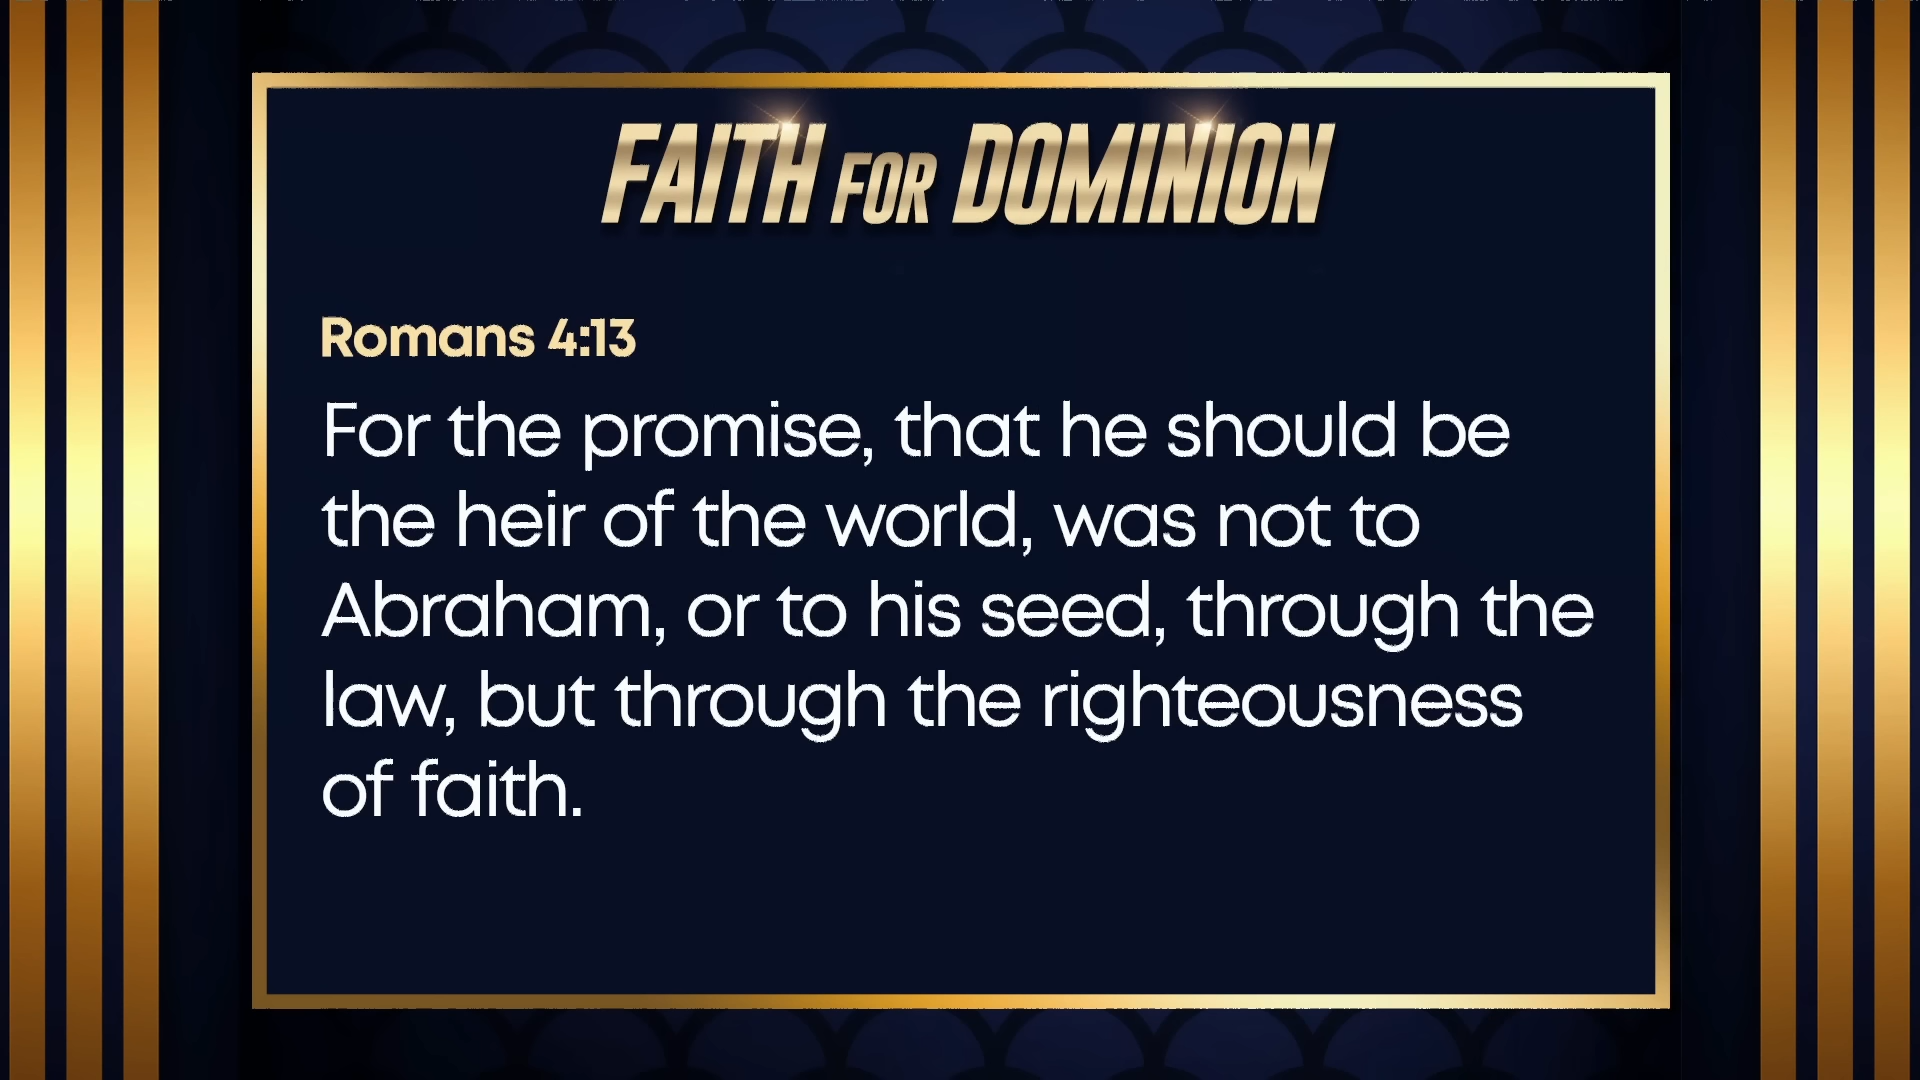 FAITH FOR DOMINION
Romans 4:13
For the promise, that he should be
the heir of the world, was not to
Abraham, or to his seed, through the
law, but through the righteousness
of faith.